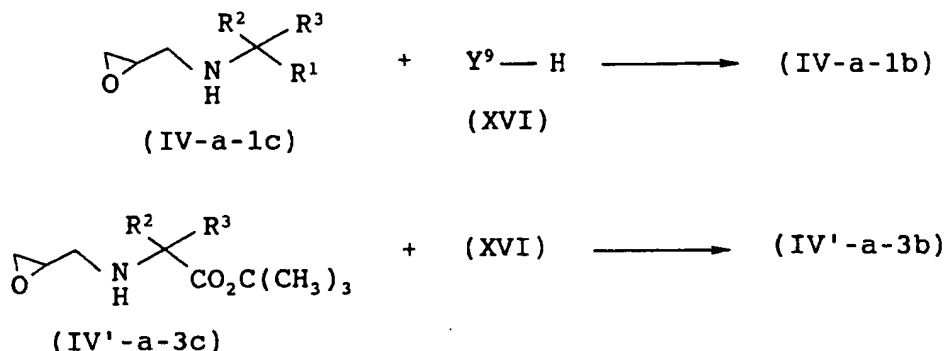 R² R³
O N H R¹ + Y⁹— H ⟶ (IV-a-1b)
(XVI)
(IV-a-1c)
R² R³
O N H CO₂C(CH₃)₃ + (XVI) ⟶ (IV'-a-3b)
(IV'-a-3c)